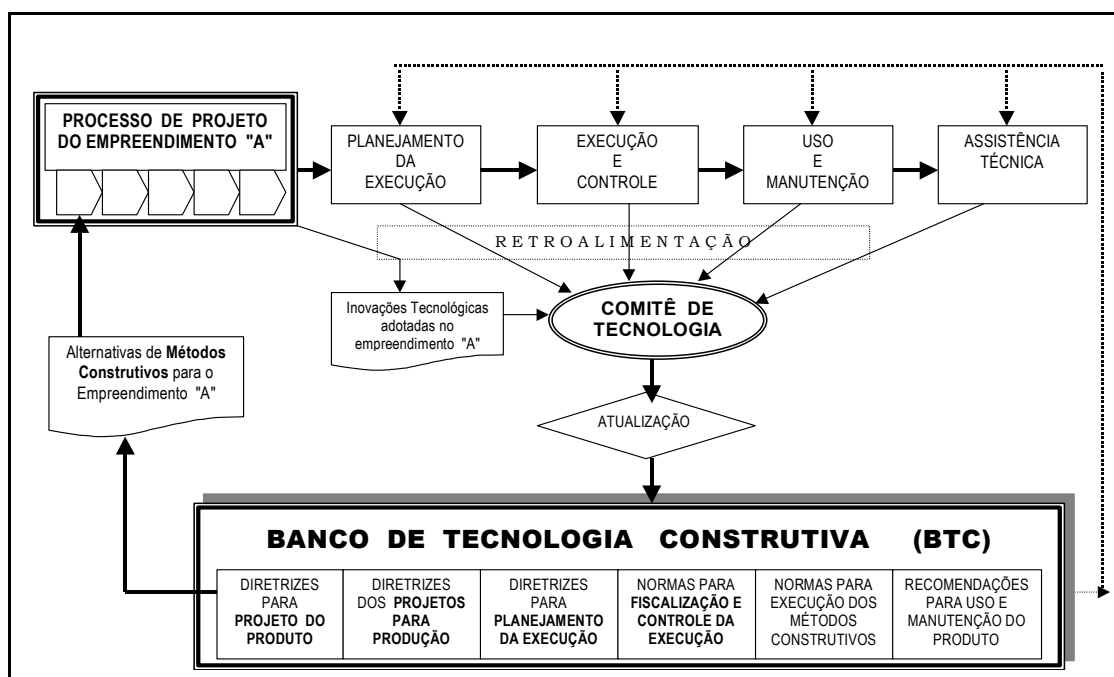 PROCESSO DE PROJETO
DO EMPREENDIMENTO "A"
PLANEJAMENTO
DA
EXECUÇÃO
EXECUÇÃO
E
CONTROLE
USO
E
MANUTENÇÃO
ASSISTÊNCIA
TÉCNICA
RETROALIMENTAÇÃO
Inovações Tecnológicas
adotadas no
empreendimento "A"
COMITÊ DE
TECNOLOGIA
Alternativas de Métodos
Construtivos para o
Empreendimento "A"
ATUALIZAÇÃO
BANCO DE TECNOLOGIA CONSTRUTIVA (BTC)
DIRETRIZES
PARA
PROJETO DO
PRODUTO
DIRETRIZES
DOS PROJETOS
PARA
PRODUÇÃO
DIRETRIZES
PARA
PLANEJAMENTO
DA EXECUÇÃO
NORMAS PARA
FISCALIZAÇÃO E
CONTROLE DA
EXECUÇÃO
NORMAS PARA
EXECUÇÃO DOS
MÉTODOS
CONSTRUTIVOS
RECOMENDAÇÕES
PARA USO E
MANUTENÇÃO DO
PRODUTO